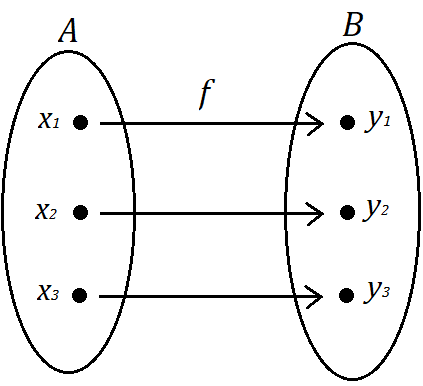 A B
f
x₁ y₁
x₂ y₂
x₃ y₃